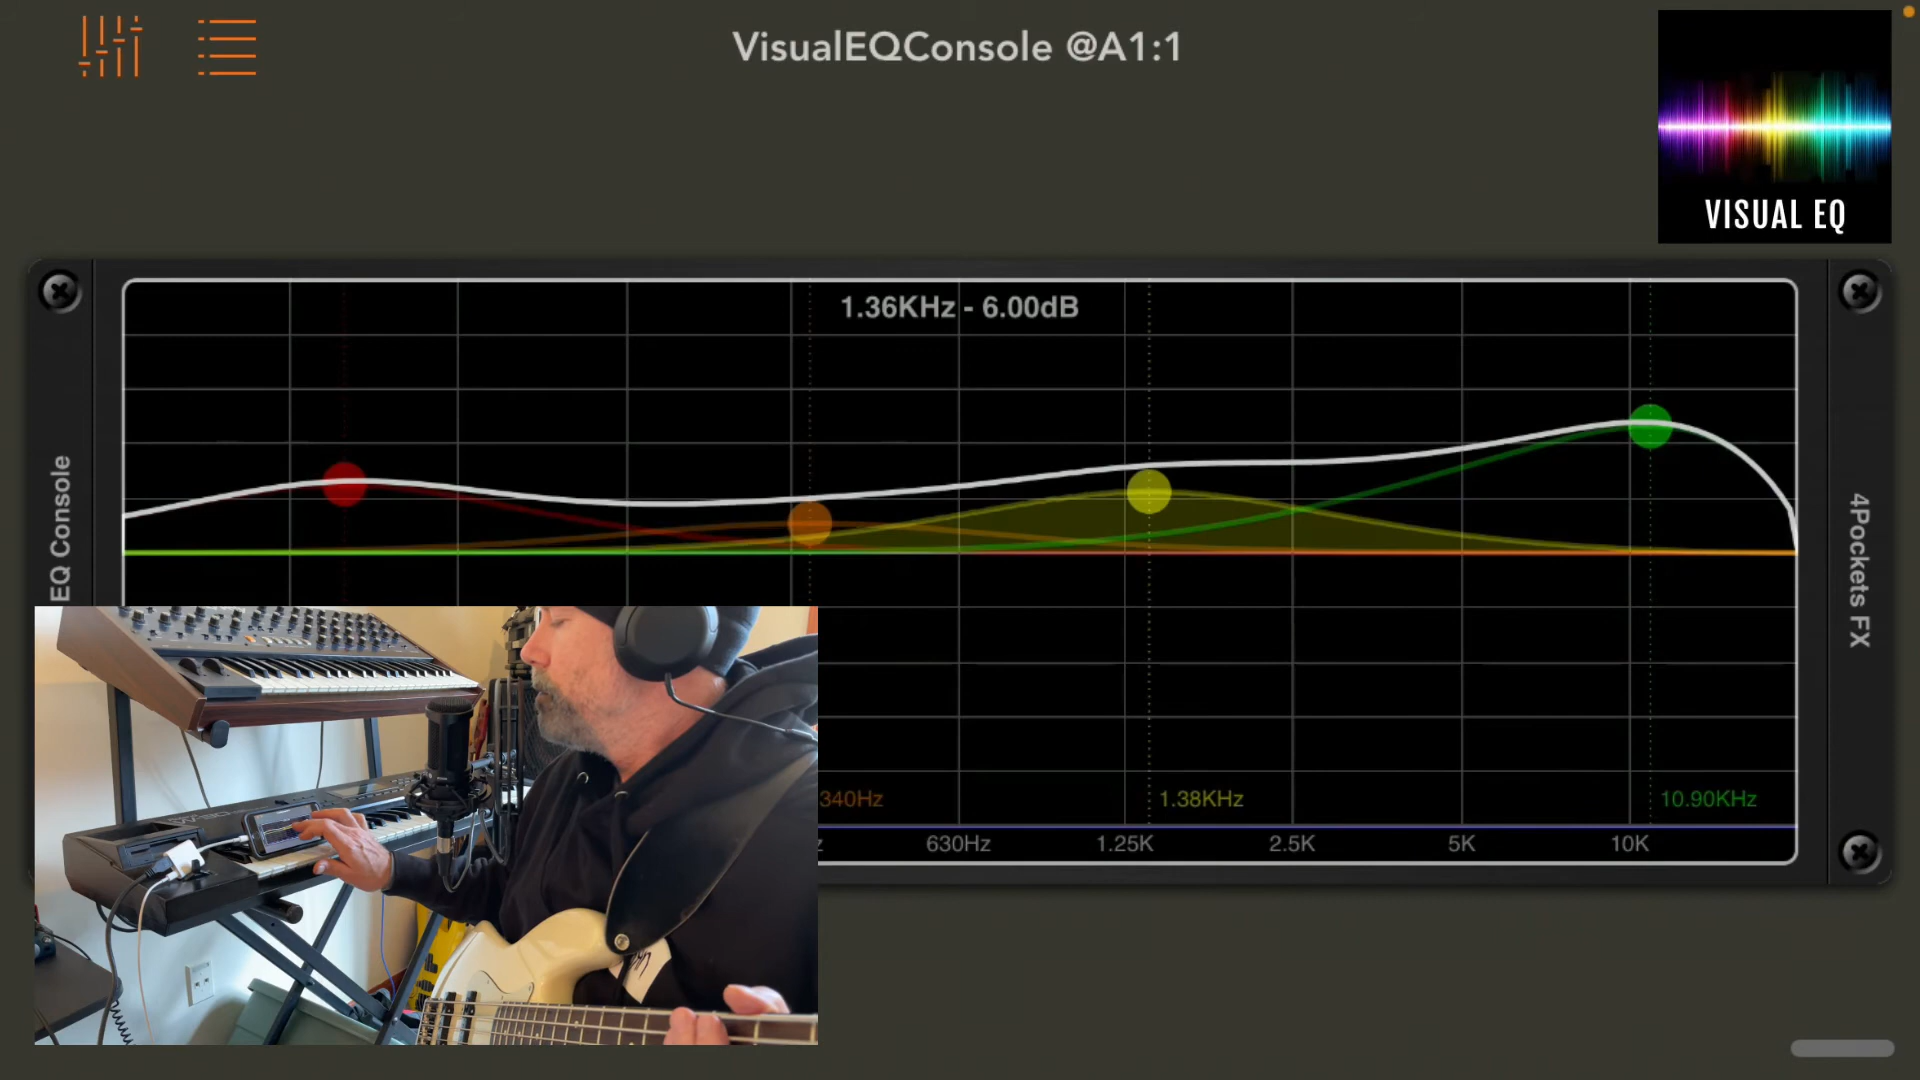 VisualEQConsole @A1:1
VISUAL EQ
1.36KHz - 6.00dB
EQ Console
4Pockets FX
340Hz
1.38KHz
10.90KHz
z
630Hz
1.25K
2.5K
5K
10K